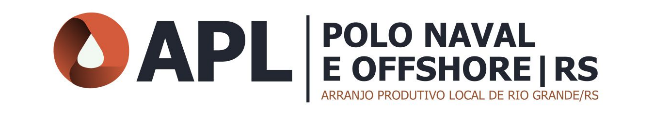 APL
POLO NAVAL
E OFFSHORE|RS
ARRANJO PRODUTIVO LOCAL DE RIO GRANDE/RS